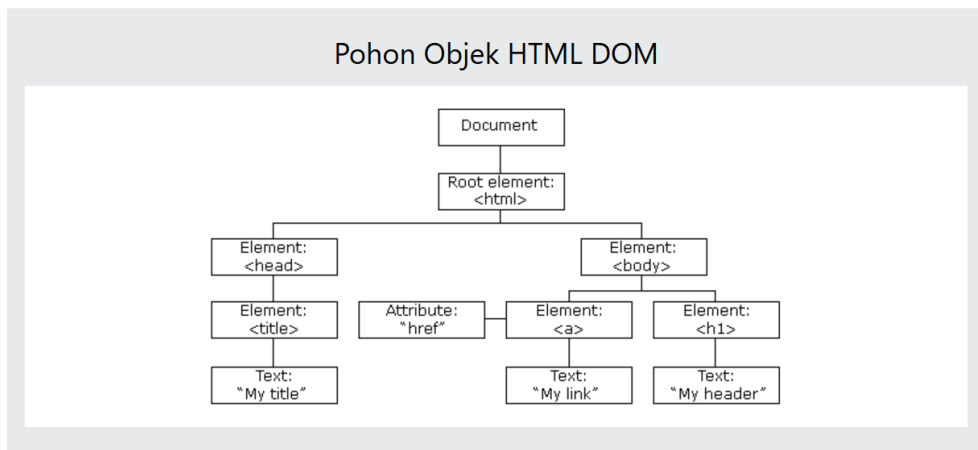 Pohon Objek HTML DOM
Document
Root element:
<html>
Element:
<head>
Element:
<body>
Element:
<title>
Attribute:
“href”
Element:
<a>
Element:
<h1>
Text:
“My title”
Text:
“My link”
Text:
“My header”